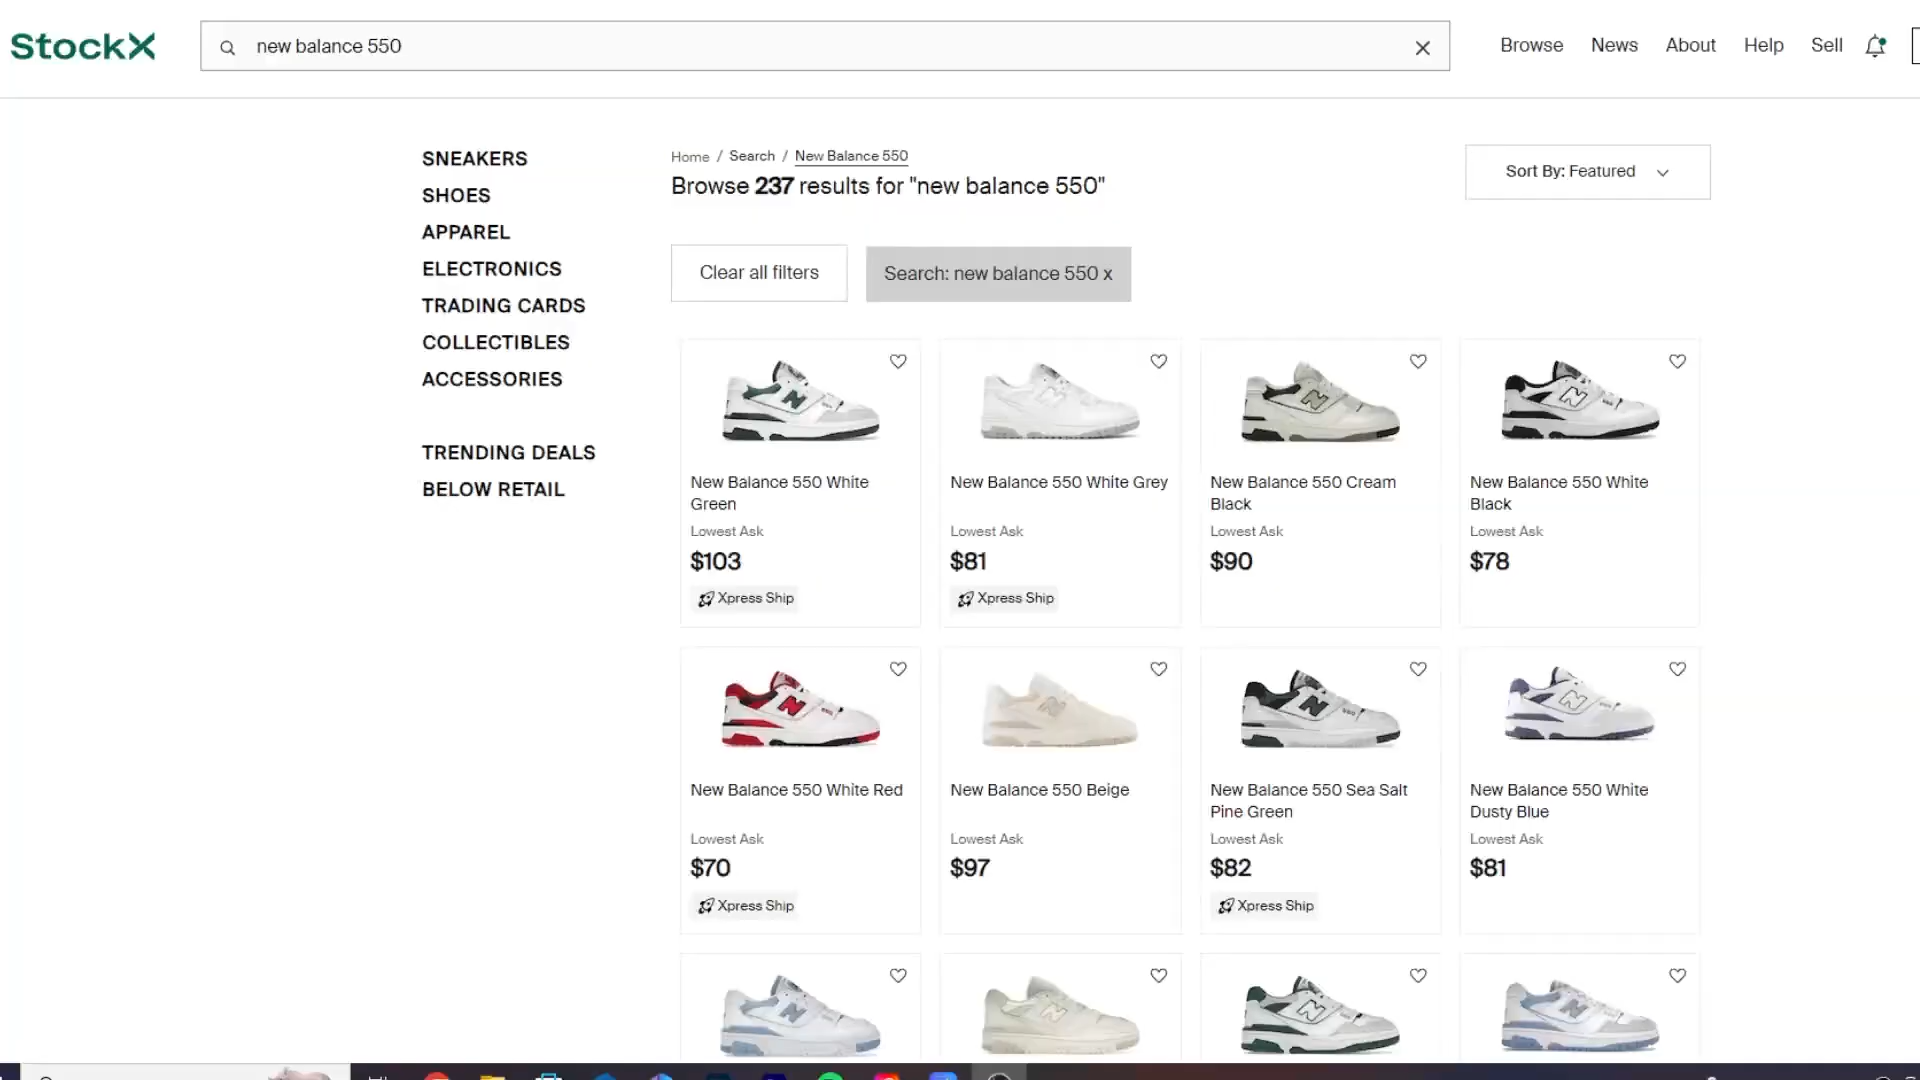 StockX
new balance 550
Browse
News
About
Help
Sell
SNEAKERS
SHOES
APPAREL
ELECTRONICS
TRADING CARDS
COLLECTIBLES
ACCESSORIES
TRENDING DEALS
BELOW RETAIL
Home / Search / New Balance 550
Browse 237 results for "new balance 550"
Sort By: Featured
Clear all filters
Search: new balance 550 x
New Balance 550 White
Green
Lowest Ask
$103
Xpress Ship
New Balance 550 White Grey
Lowest Ask
$81
Xpress Ship
New Balance 550 Cream
Black
Lowest Ask
$90
New Balance 550 White
Black
Lowest Ask
$78
New Balance 550 White Red
Lowest Ask
$70
Xpress Ship
New Balance 550 Beige
Lowest Ask
$97
New Balance 550 Sea Salt
Pine Green
Lowest Ask
$82
Xpress Ship
New Balance 550 White
Dusty Blue
Lowest Ask
$81